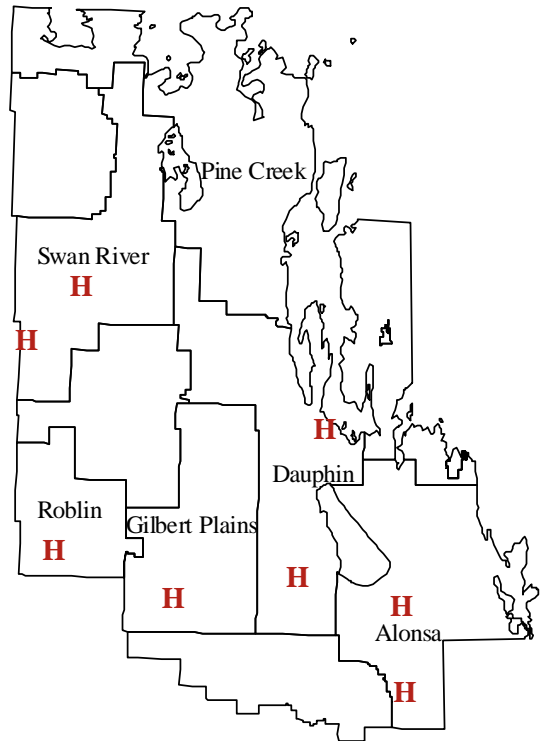 Pine Creek
Swan River
H
H
H
Dauphin
Roblin
Gilbert Plains
H
H
H
H
Alonsa
H